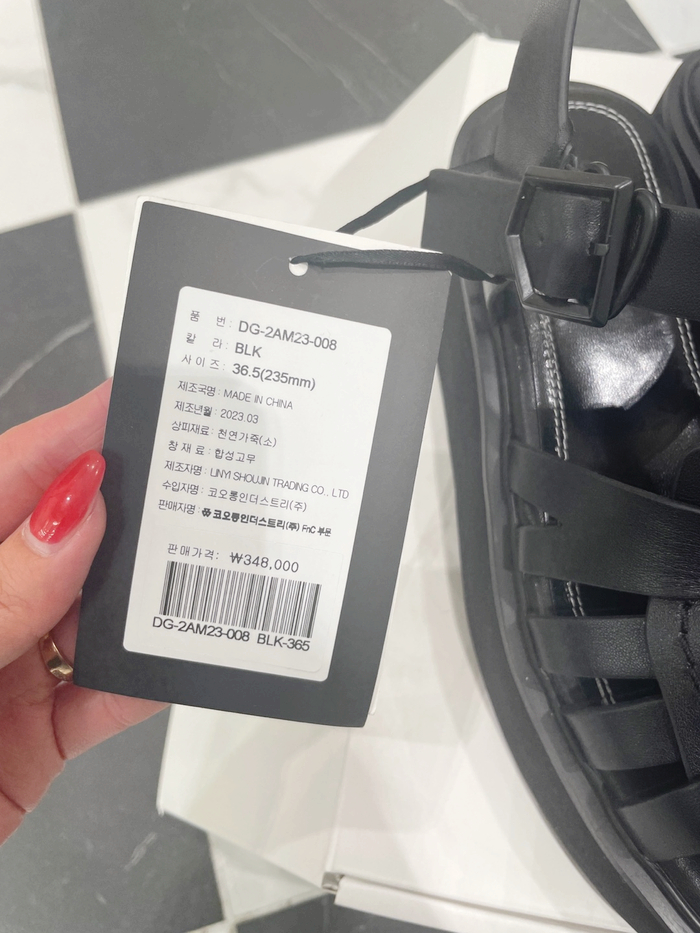 품 번 : DG-2AM23-008
칼 라 : BLK
사 이 즈 : 36.5(235mm)
제조국명 : MADE IN CHINA
제조년월 : 2023.03
상피재료 : 천연가죽(소)
창 재 료 : 합성고무
제조자명 : LINYI SHOUJIN TRADING CO., LTD
수입자명 : 코오롱인더스트리(주)
판매자명 : 코오롱인더스트리(주) FnC 부문
판 매 가 격 : ₩348,000
DG-2AM23-008 BLK-365